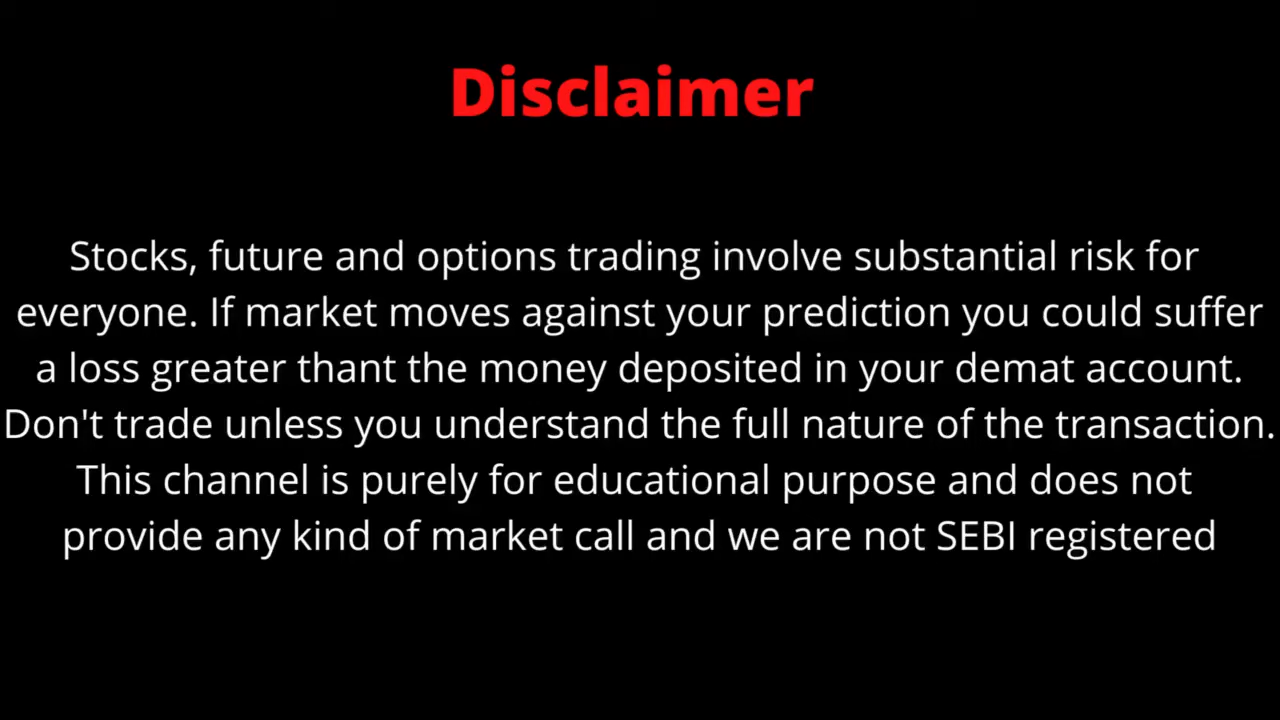 Disclaimer
Stocks, future and options trading involve substantial risk for
everyone. If market moves against your prediction you could suffer
a loss greater thant the money deposited in your demat account.
Don't trade unless you understand the full nature of the transaction.
This channel is purely for educational purpose and does not
provide any kind of market call and we are not SEBI registered